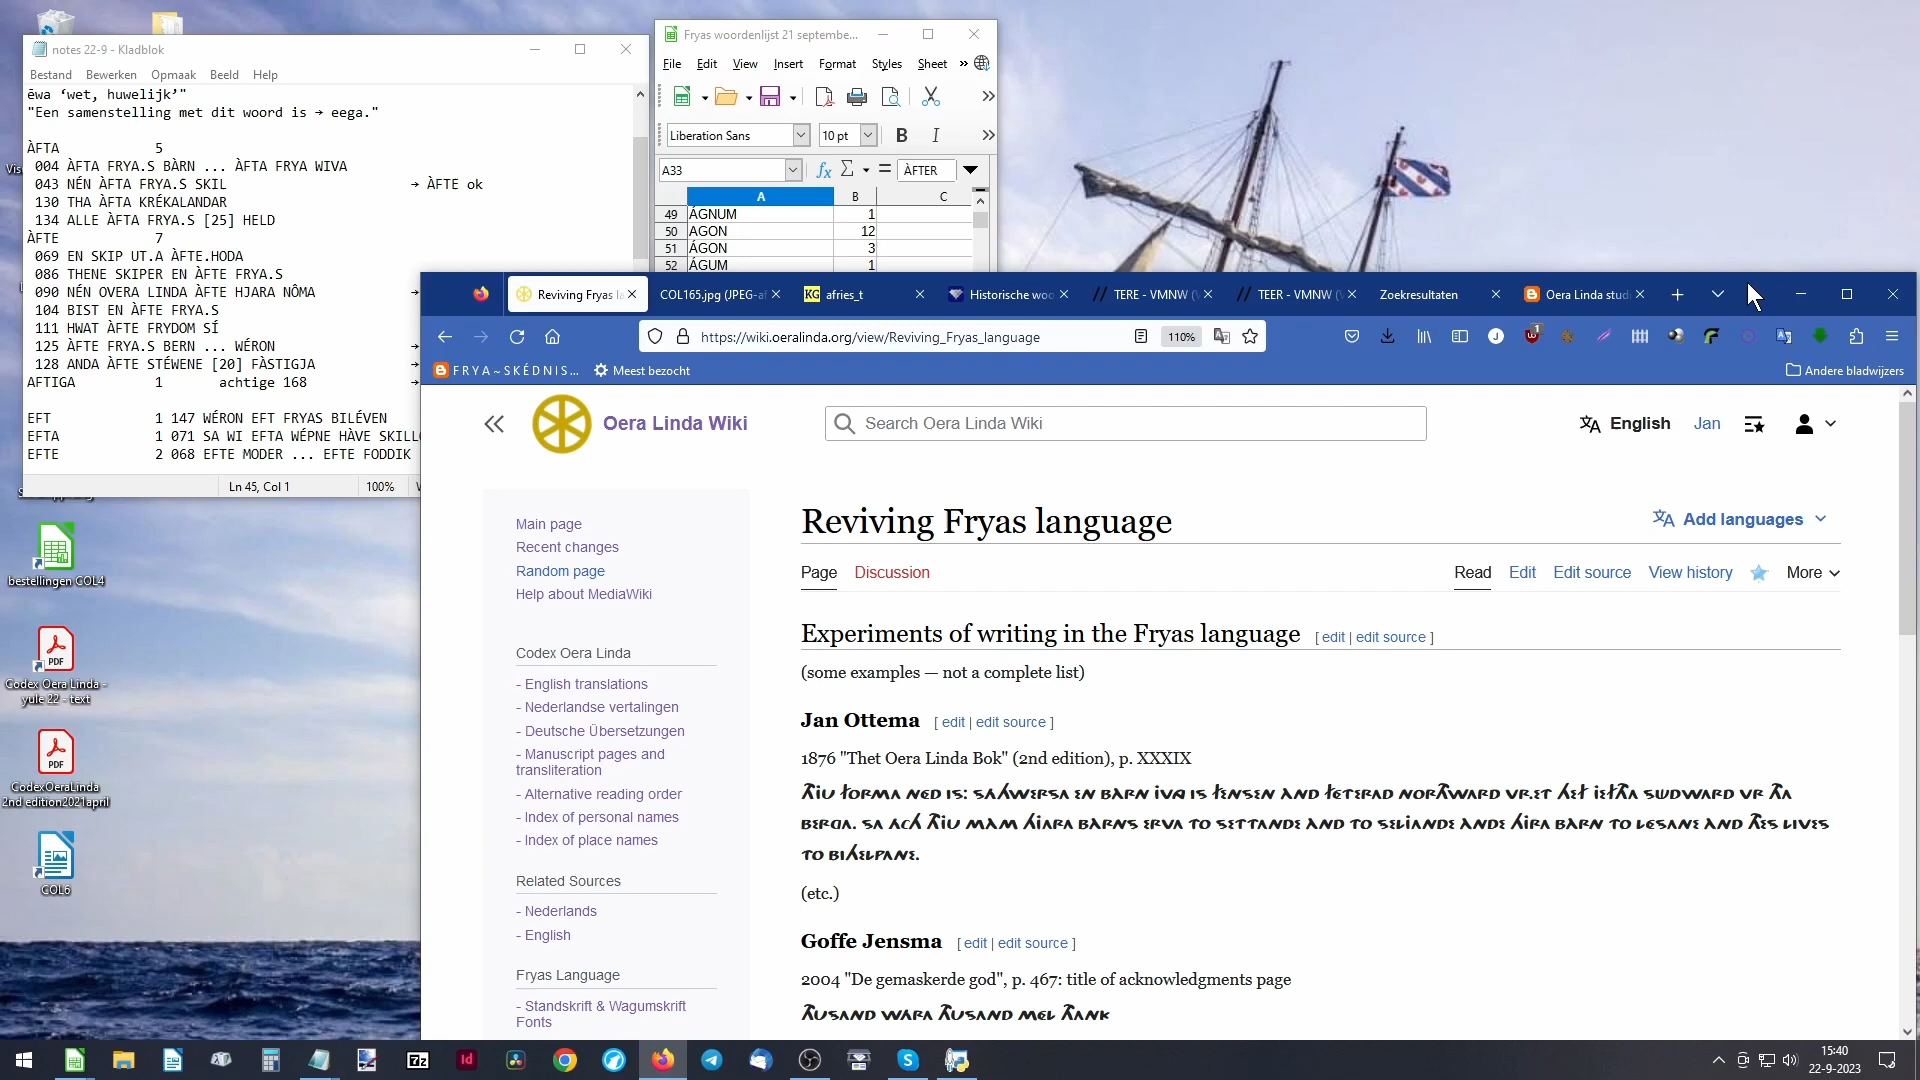 notes 22-9 - Kladblok
Bestand Bewerken Opmaak Beeld Help
ēwa ‘wet, huwelijk’"
"Een samenstelling met dit woord is → eega."
ÀFTA 5
004 ÀFTA FRYA.S BÀRN ... ÀFTA FRYA WIVA
043 NÉN ÀFTA FRYA.S SKIL → ÀFTE ok
130 THA ÀFTA KRÉKALANDAR
134 ALLE ÀFTA FRYA.S [25] HELD
ÀFTE 7
069 EN SKIP UT.A ÀFTE.HODA
086 THENE SKIPER EN ÀFTE FRYA.S
090 NÉN OVERA LINDA ÀFTE HJARA NÔMA →
104 BIST EN ÀFTE FRYA.S
111 HWAT ÀFTE FRYDOM SÍ
125 ÀFTE FRYA.S BERN ... WÉRON →
128 ANDA ÀFTE STÉWENE [20] FÀSTIGJA →
AFTIGA 1 achtige 168 →
EFT 1 147 WÉRON EFT FRYAS BILÉVEN
EFTA 1 071 SA WI EFTA WÉPNE HÀVE SKILL
EFTE 2 068 EFTE MODER ... EFTE FODDIK
Ln 45, Col 1 100%
Fryas woordenlijst 21 septembe...
File Edit View Insert Format Styles Sheet »
Liberation Sans 10 pt B I
A33 ÀFTER
A B C
49 ÁGNUM 1
50 AGON 12
51 ÁGON 3
52 ÁGUM 1
bestellingen COL4
Codex Oera Linda - yule 22 - text
CodexOeraLinda 2nd edition2021april
COL6
Reviving Fryas la
COL165.jpg (JPEG-af
KG afries_t
Historische woo
TERE - VMNW (
TEER - VMNW (
Zoekresultaten
Oera Linda stud
https://wiki.oeralinda.org/view/Reviving_Fryas_language
110%
F R Y A ~ S K É D N I S ...
Meest bezocht
Andere bladwijzers
Oera Linda Wiki
Search Oera Linda Wiki
English Jan
Main page
Recent changes
Random page
Help about MediaWiki
Codex Oera Linda
- English translations
- Nederlandse vertalingen
- Deutsche Übersetzungen
- Manuscript pages and
transliteration
- Alternative reading order
- Index of personal names
- Index of place names
Related Sources
- Nederlands
- English
Fryas Language
- Standskrift & Wagumskrift
Fonts
Reviving Fryas language
Add languages
Page Discussion
Read Edit Edit source View history More
Experiments of writing in the Fryas language [ edit | edit source ]
(some examples — not a complete list)
Jan Ottema [ edit | edit source ]
1876 "Thet Oera Linda Bok" (2nd edition), p. XXXIX
(etc.)
Goffe Jensma [ edit | edit source ]
2004 "De gemaskerde god", p. 467: title of acknowledgments page
15:40
22-9-2023